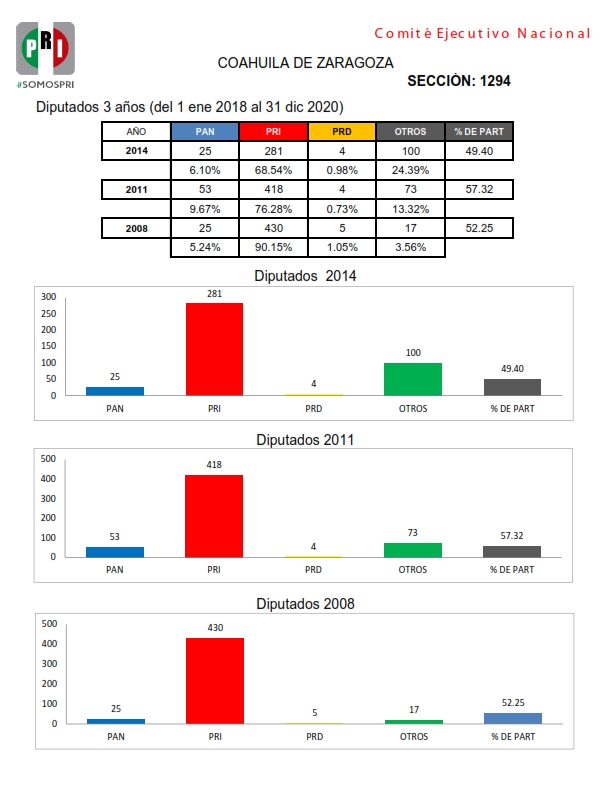 PRI
#SOMOSPRI
Comité Ejecutivo Nacional
COAHUILA DE ZARAGOZA
SECCIÓN: 1294
Diputados 3 años (del 1 ene 2018 al 31 dic 2020)
AÑO PAN PRI PRD OTROS % DE PART
2014 25 281 4 100 49.40
6.10% 68.54% 0.98% 24.39%
2011 53 418 4 73 57.32
9.67% 76.28% 0.73% 13.32%
2008 25 430 5 17 52.25
5.24% 90.15% 1.05% 3.56%
Diputados 2014
300
250
200
150
100
50
0
25 281 4 100 49.40
PAN PRI PRD OTROS % DE PART
Diputados 2011
500
400
300
200
100
0
53 418 4 73 57.32
PAN PRI PRD OTROS % DE PART
Diputados 2008
500
400
300
200
100
0
25 430 5 17 52.25
PAN PRI PRD OTROS % DE PART